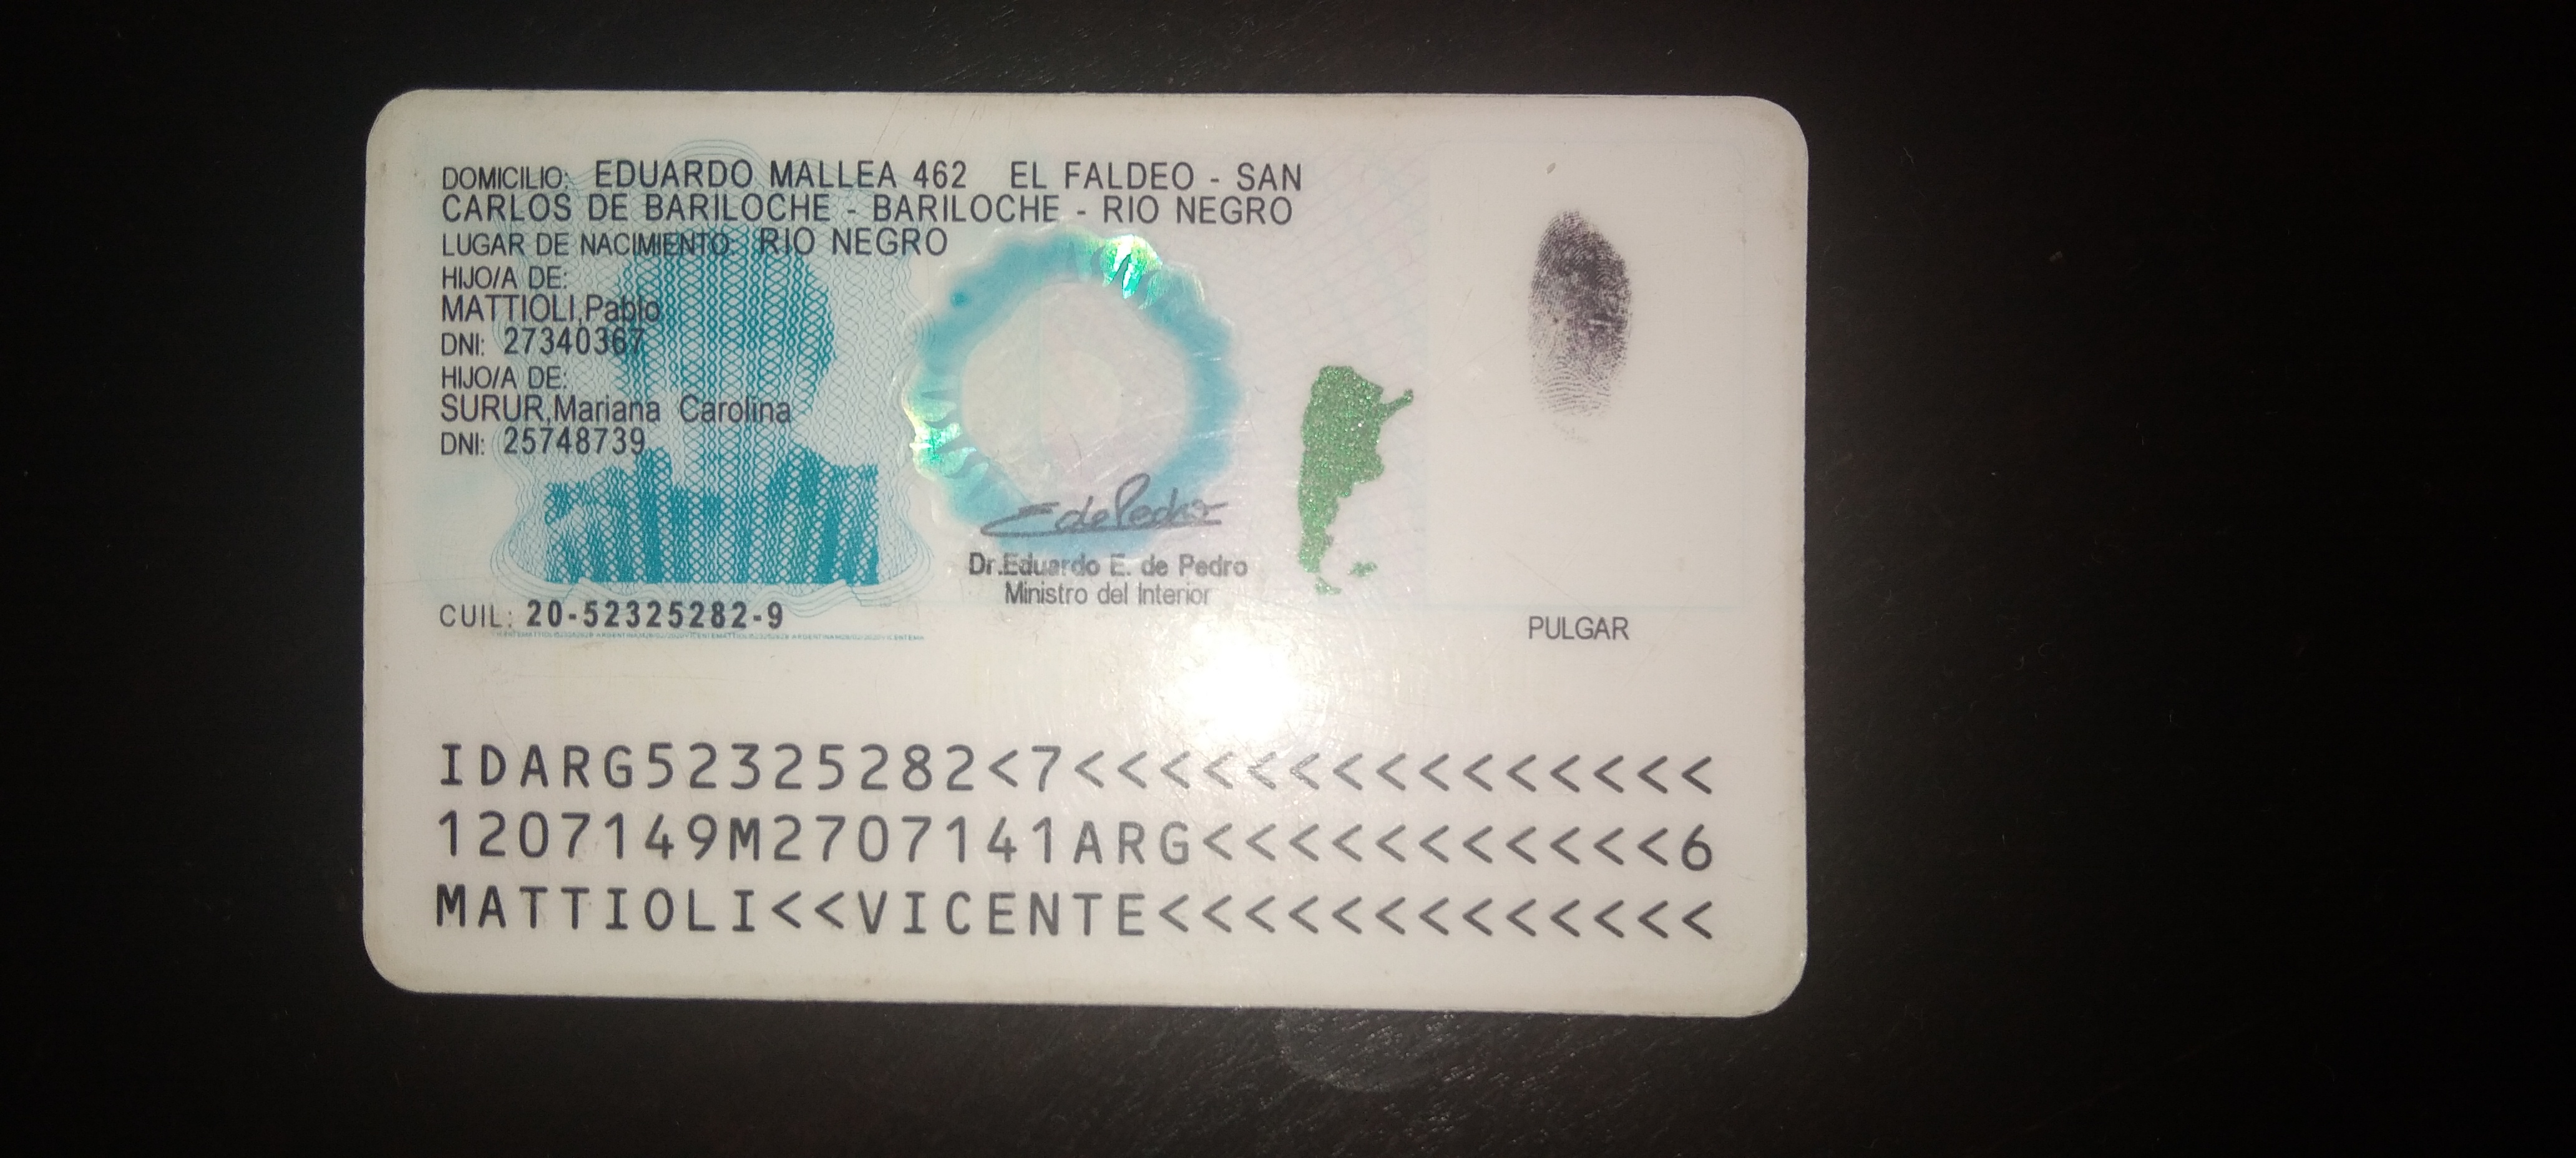 DOMICILIO: EDUARDO MALLEA 462 EL FALDEO - SAN
CARLOS DE BARILOCHE - BARILOCHE - RIO NEGRO
LUGAR DE NACIMIENTO: RIO NEGRO
HIJO/A DE:
MATTIOLI,Pablo
DNI: 27340367
HIJO/A DE:
SURUR,Mariana Carolina
DNI: 25748739
EdePedro
Dr.Eduardo E. de Pedro
Ministro del Interior
CUIL: 20-52325282-9
PULGAR
IDARG52325282<7<<<<<<<<<<<<<<<
1207149M2707141ARG<<<<<<<<<<<6
MATTIOLI<<VICENTE<<<<<<<<<<<<<